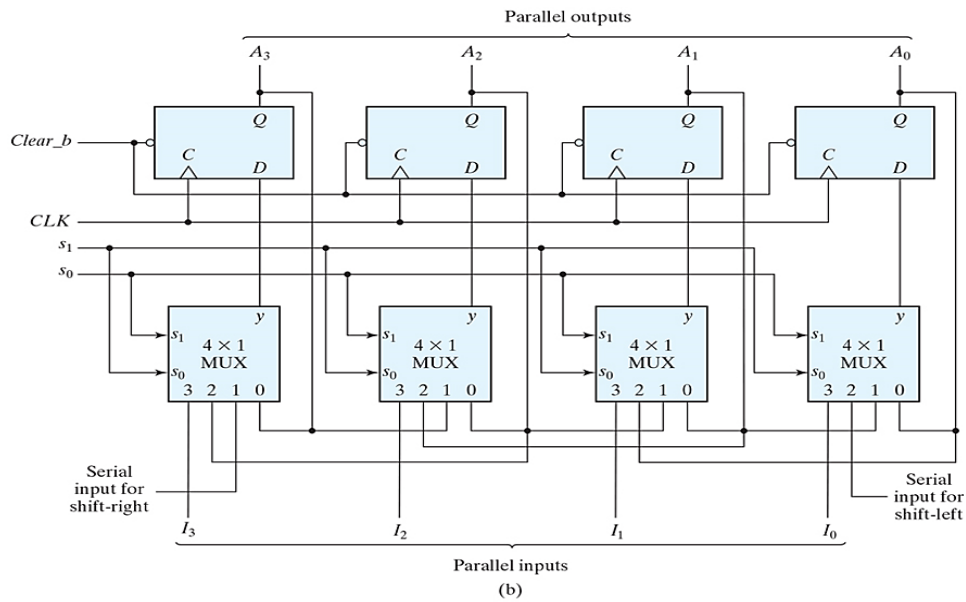 Parallel outputs
A₃ A₂ A₁ A₀
Q Q Q Q
Clear_b
C D C D C D C D
CLK
s₁
s₀
y y y y
s₁ s₁ s₁ s₁
4 × 1 4 × 1 4 × 1 4 × 1
MUX MUX MUX MUX
s₀ s₀ s₀ s₀
3 2 1 0 3 2 1 0 3 2 1 0 3 2 1 0
Serial
input for
shift-right
Serial
input for
shift-left
I₃ I₂ I₁ I₀
Parallel inputs
(b)